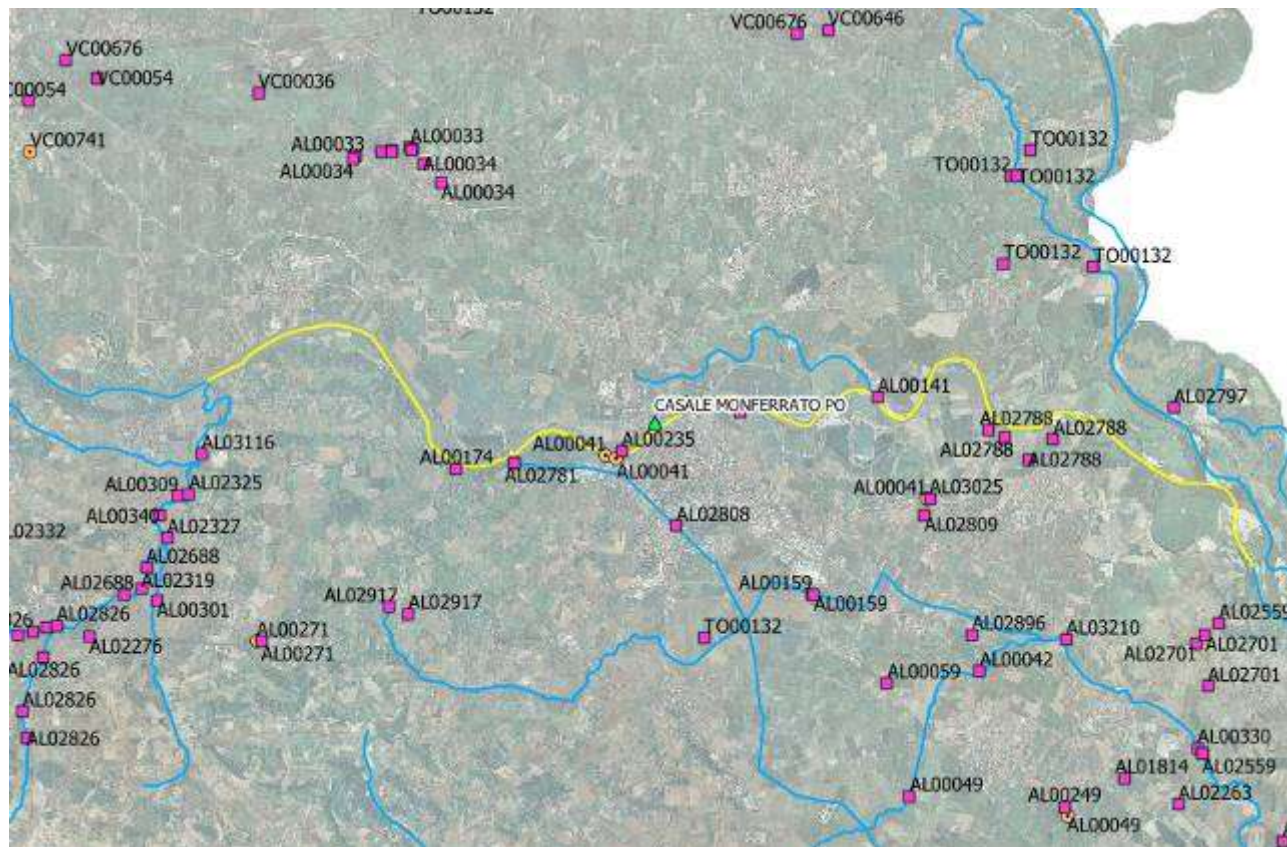 TO00132
VC00676
VC00646
VC00676
VC00054
C00054
VC00036
VC00741
AL00033
AL00033
AL00034
AL00034
AL00034
TO00132
TO00132
TO00132
TO00132
TO00132
AL00141
AL02797
CASALE MONFERRATO PO
AL03116
AL00041
AL00235
AL02788
AL02788
AL02788
AL02788
AL00174
AL02781
AL00041
AL00309
AL02325
AL00041
AL03025
AL00340
AL02809
AL02327
L02332
AL02808
AL02688
AL02688
AL02319
AL00159
AL00159
AL00301
AL02917
AL02917
26
AL02826
AL02276
AL00271
AL00271
TO00132
AL02896
AL03210
AL02559
AL02701
AL02701
AL02826
AL00059
AL00042
AL02701
AL02826
AL02826
AL00330
AL02559
AL01814
AL00049
AL00249
AL02263
AL00049